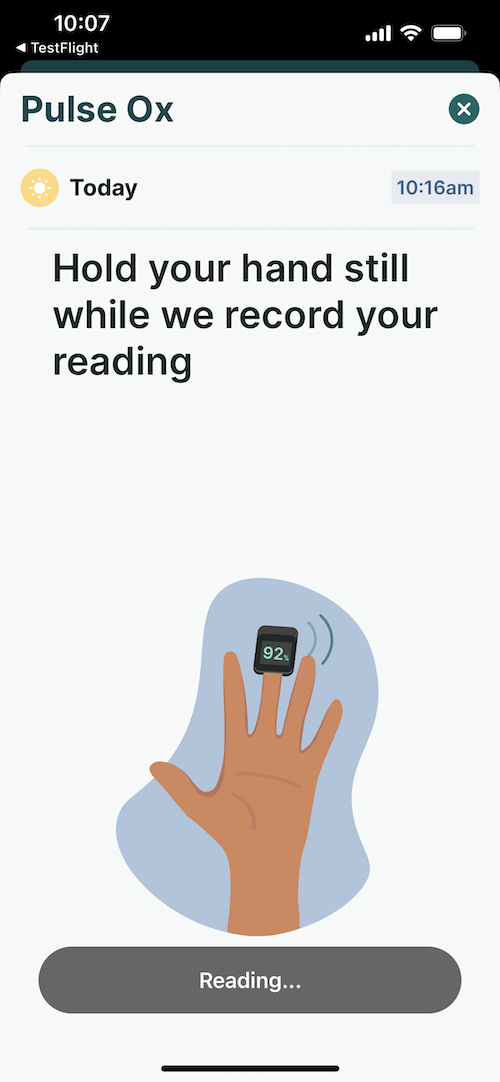 10:07
◀ TestFlight
Pulse Ox
Today
10:16am
Hold your hand still
while we record your
reading
92%
Reading...